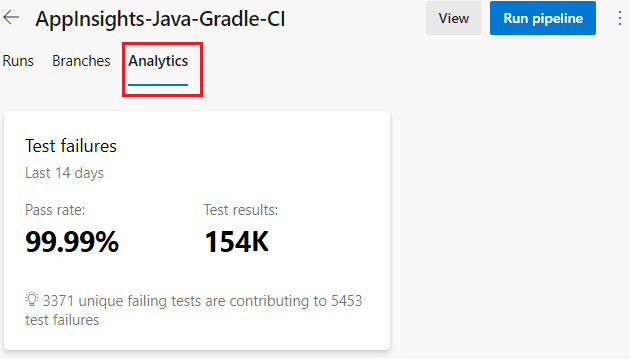 AppInsights-Java-Gradle-CI
View
Run pipeline
Runs
Branches
Analytics
Test failures
Last 14 days
Pass rate:
Test results:
99.99%
154K
3371 unique failing tests are contributing to 5453
test failures